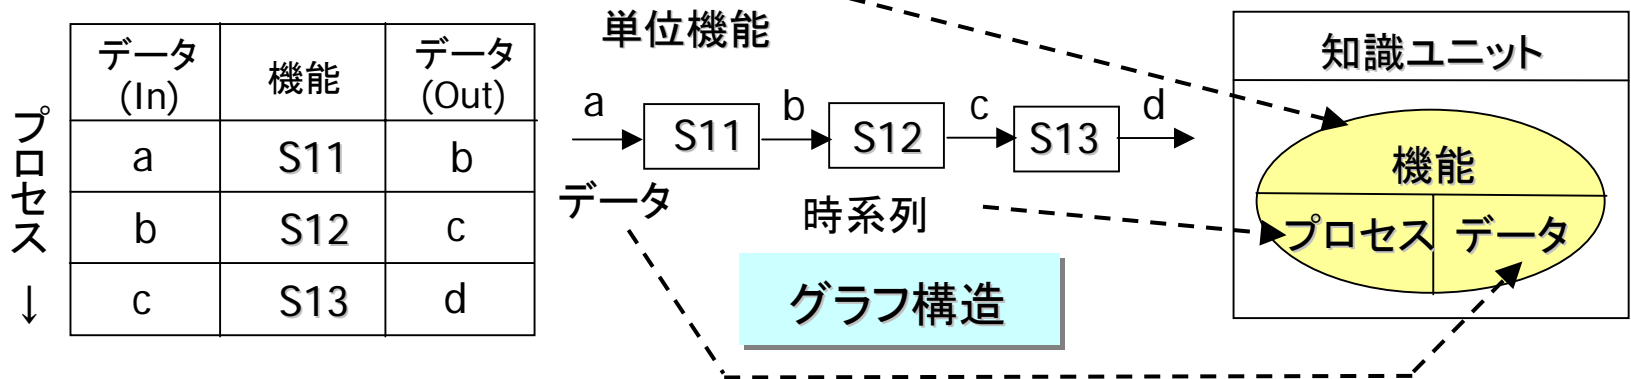 プロセス→
データ
(In)
機能
データ
(Out)
a
S11
b
b
S12
c
c
S13
d
単位機能
a
S11
b
S12
c
S13
d
データ
時系列
グラフ構造
知識ユニット
機能
プロセス
データ